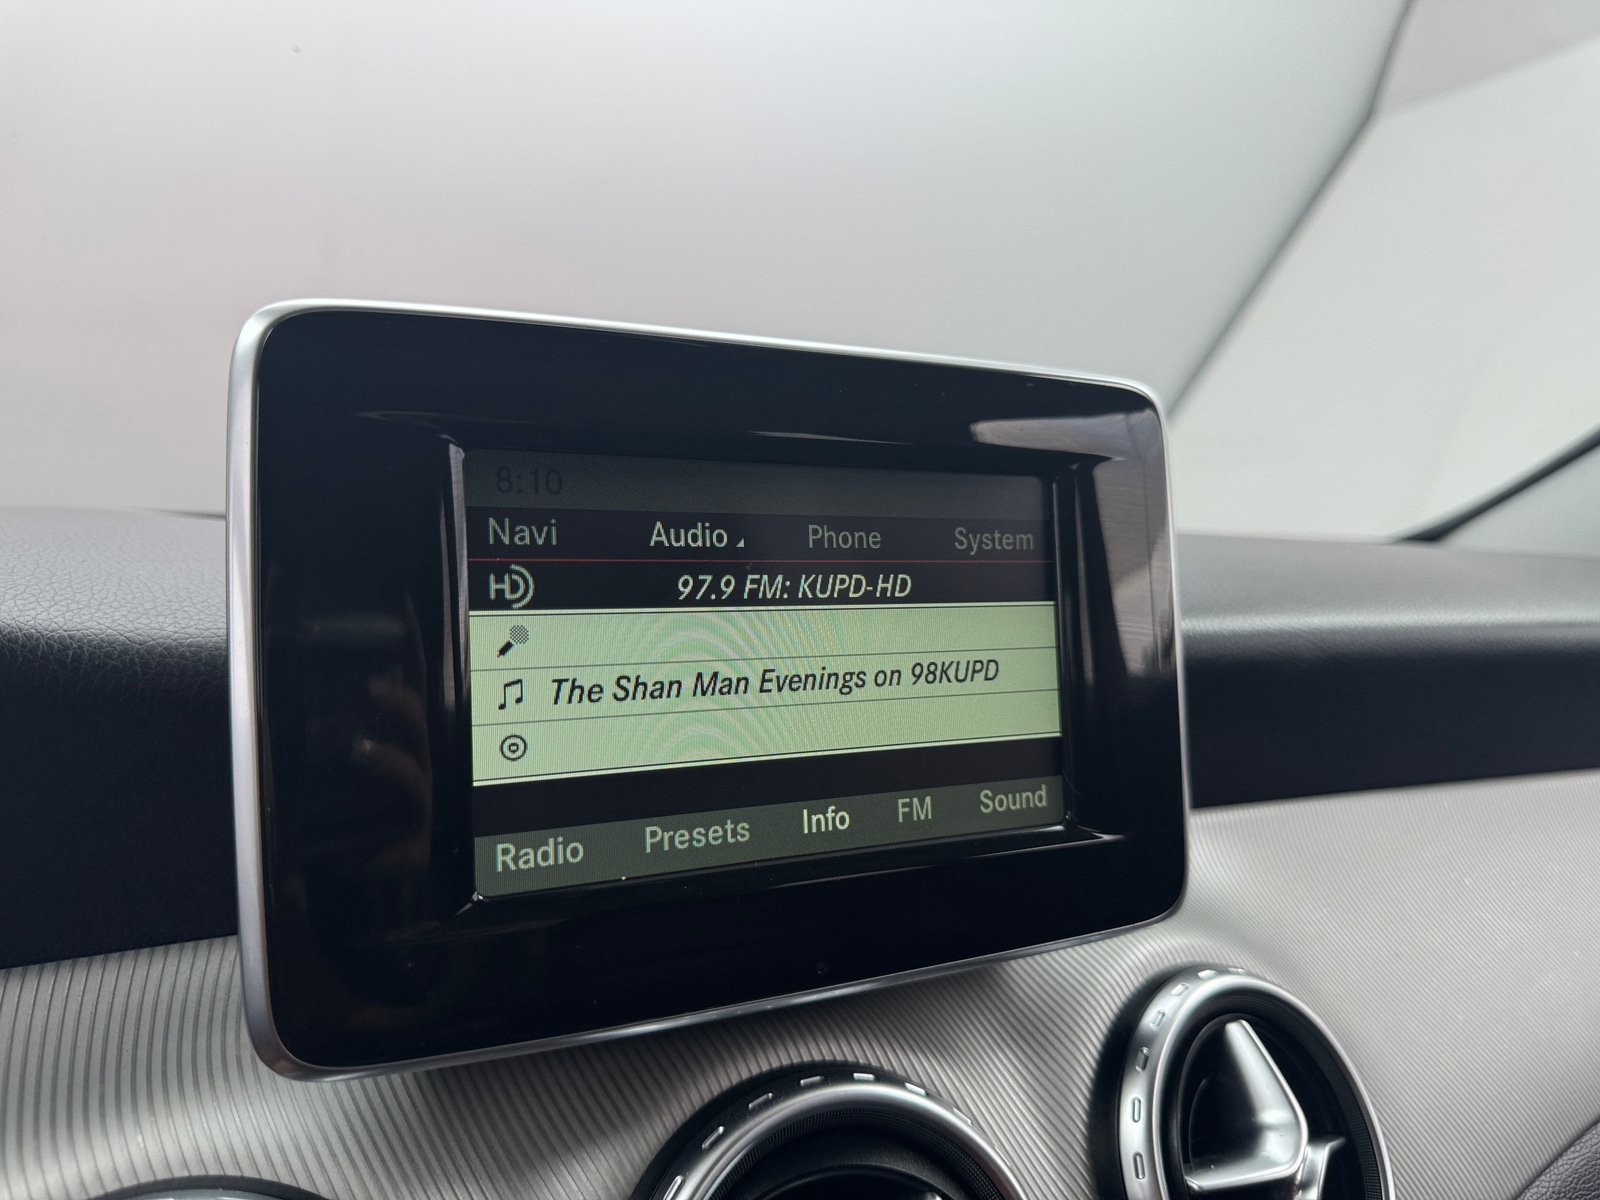 8:10
Navi Audio Phone System
HD 97.9 FM: KUPD-HD
The Shan Man Evenings on 98KUPD
Radio Presets Info FM Sound